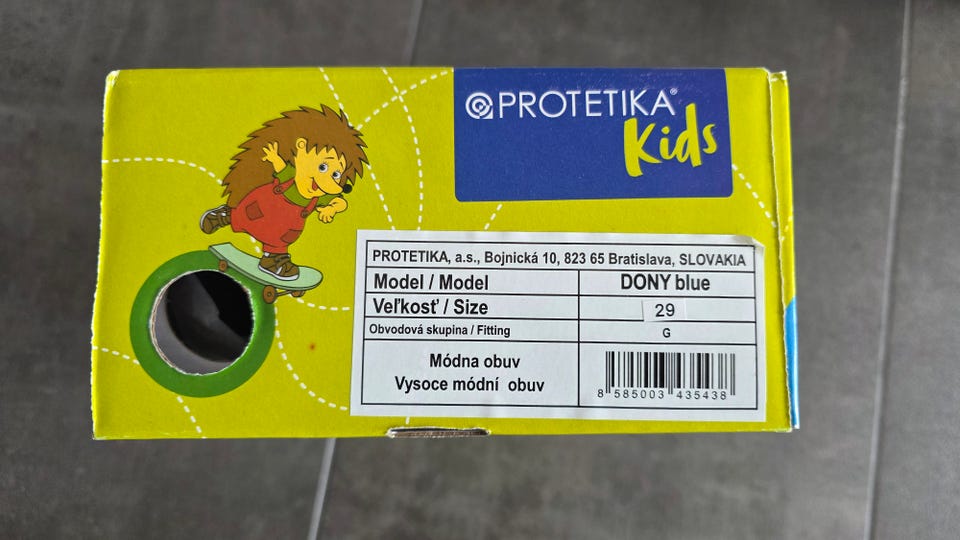 PROTETIKA®
Kids
PROTETIKA, a.s., Bojnická 10, 823 65 Bratislava, SLOVAKIA
Model / Model DONY blue
Veľkosť / Size 29
Obvodová skupina / Fitting G
Módna obuv
Vysoce módní obuv
8 585003 435438